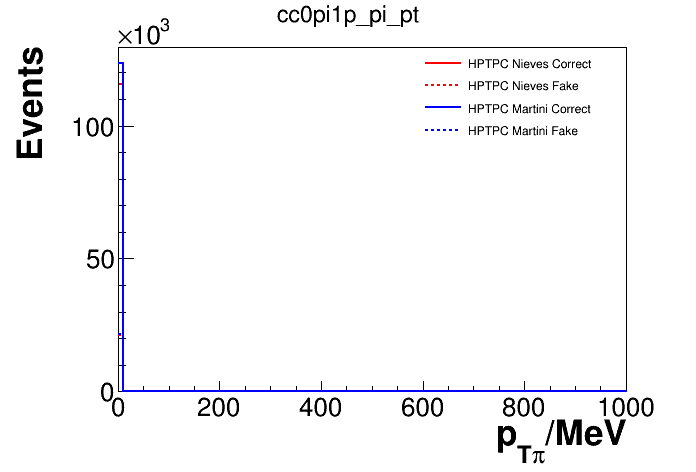 cc0pi1p_pi_pt
×10³
Events
HPTPC Nieves Correct
HPTPC Nieves Fake
HPTPC Martini Correct
HPTPC Martini Fake
100
50
0
0 200 400 600 800 1000
p_Tπ/MeV